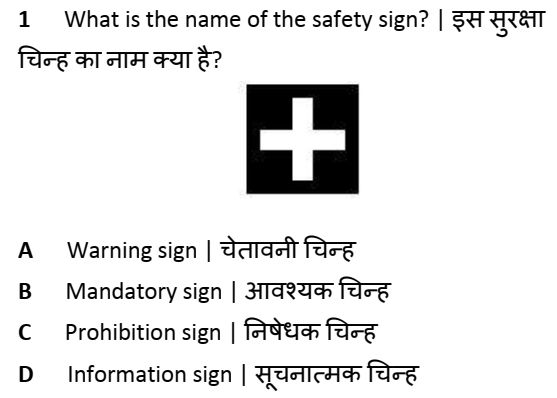 1 What is the name of the safety sign? | इस सुरक्षा
चिन्ह का नाम क्या है?
A Warning sign | चेतावनी चिन्ह
B Mandatory sign | आवश्यक चिन्ह
C Prohibition sign | निषेधक चिन्ह
D Information sign | सूचनात्मक चिन्ह